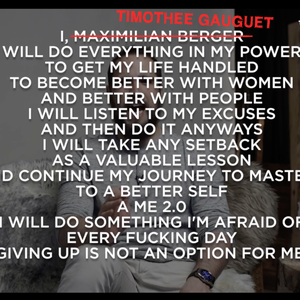 TIMOTHEE GAUGUET
I, MAXIMILIAN BERGER
WILL DO EVERYTHING IN MY POWER
TO GET MY LIFE HANDLED
TO BECOME BETTER WITH WOMEN
AND BETTER WITH PEOPLE
I WILL LISTEN TO MY EXCUSES
AND THEN DO IT ANYWAYS
I WILL TAKE ANY SETBACK
AS A VALUABLE LESSON
D CONTINUE MY JOURNEY TO MASTE
TO A BETTER SELF
A ME 2.0
I WILL DO SOMETHING I'M AFRAID OF
EVERY FUCKING DAY
GIVING UP IS NOT AN OPTION FOR ME